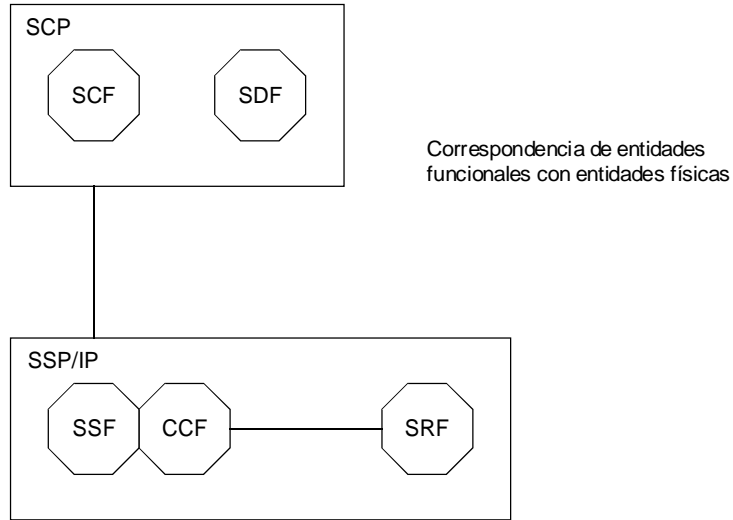 SCP
SCF
SDF
Correspondencia de entidades
funcionales con entidades físicas
SSP/IP
SSF
CCF
SRF